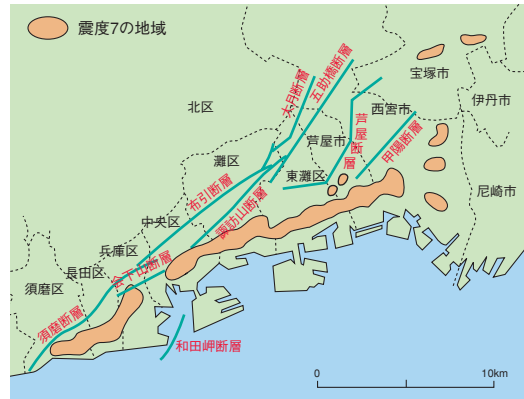 震度7の地域
宝塚市
伊丹市
五助橋断層
大月断層
北区
西宮市
芦屋市
芦屋断層
甲陽断層
灘区
東灘区
尼崎市
布引断層
諏訪山断層
中央区
兵庫区
会下山断層
長田区
須磨区
須磨断層
和田岬断層
0
10km